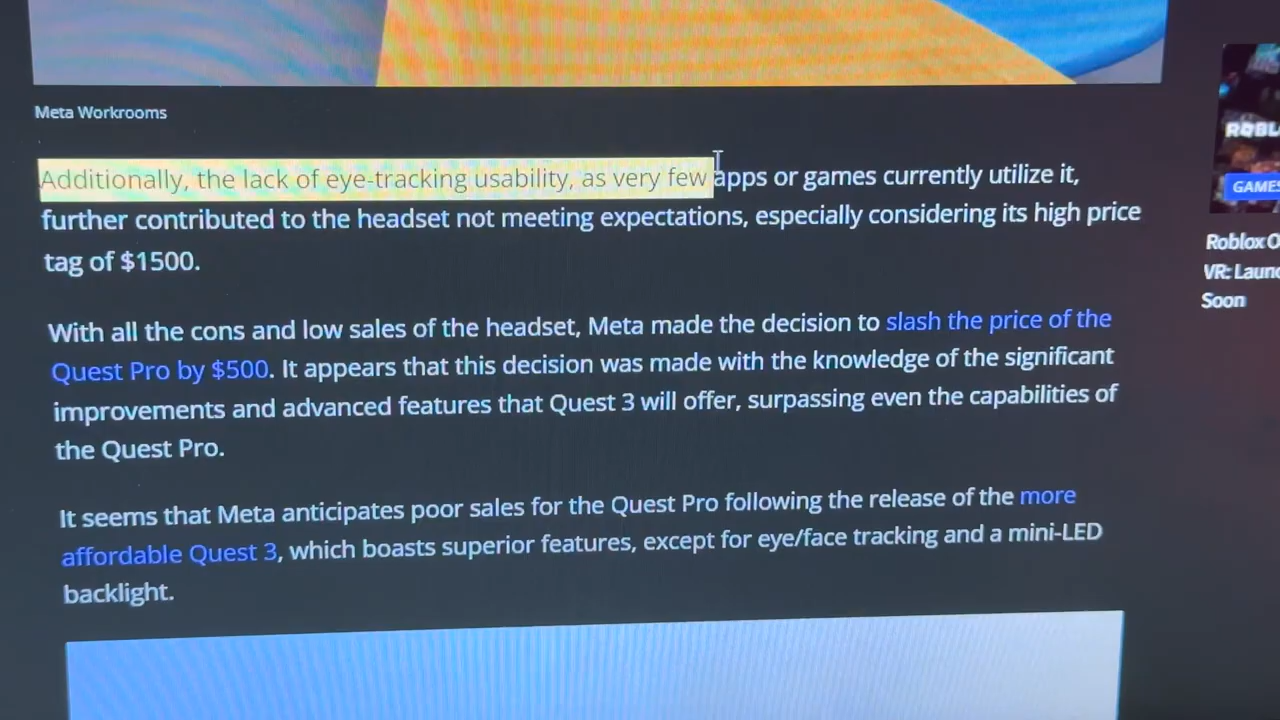 Meta Workrooms
Additionally, the lack of eye-tracking usability, as very few apps or games currently utilize it,
further contributed to the headset not meeting expectations, especially considering its high price
tag of $1500.
With all the cons and low sales of the headset, Meta made the decision to slash the price of the
Quest Pro by $500. It appears that this decision was made with the knowledge of the significant
improvements and advanced features that Quest 3 will offer, surpassing even the capabilities of
the Quest Pro.
It seems that Meta anticipates poor sales for the Quest Pro following the release of the more
affordable Quest 3, which boasts superior features, except for eye/face tracking and a mini-LED
backlight.
GAMES
Roblox O
VR: Laun
Soon